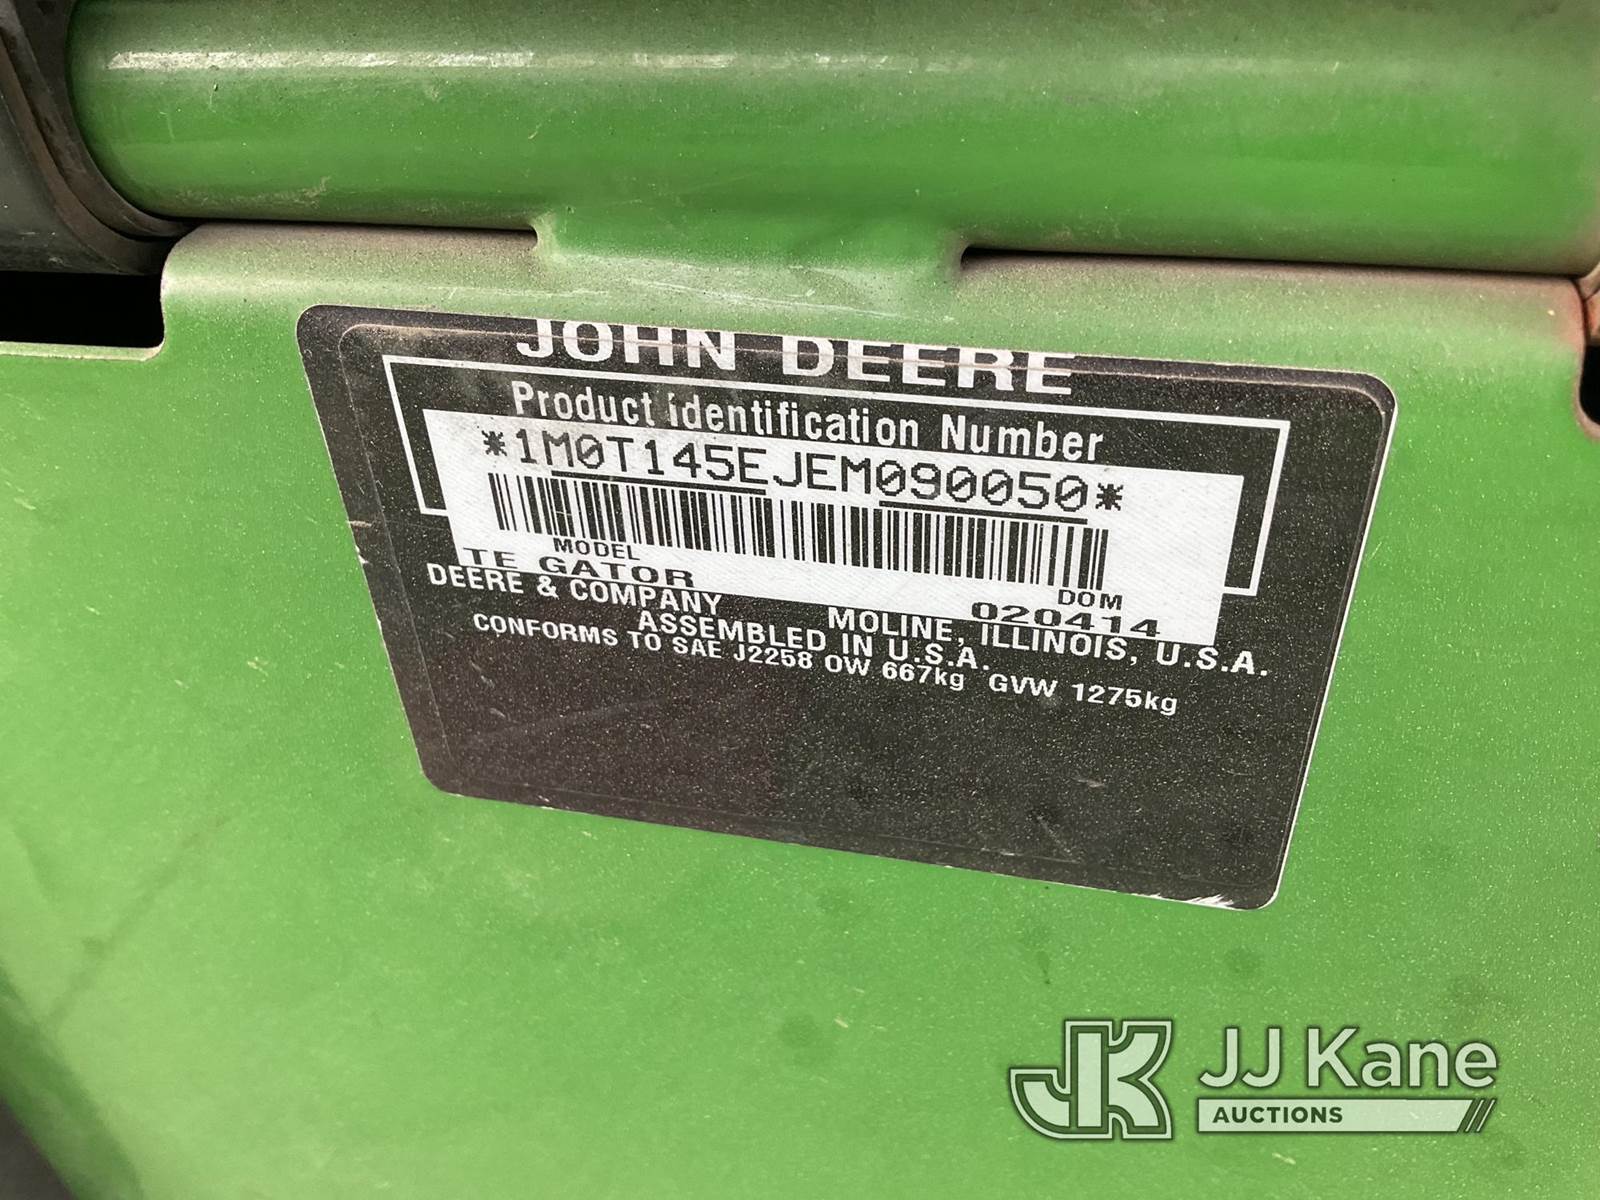 JOHN DEERE
Product Identification Number
*1M0T145EJEM090050*
MODEL
TE GATOR
DOM
020414
DEERE & COMPANY MOLINE, ILLINOIS, U.S.A.
ASSEMBLED IN U.S.A.
CONFORMS TO SAE J2258 OW 667kg GVW 1275kg
JK JJ Kane
AUCTIONS